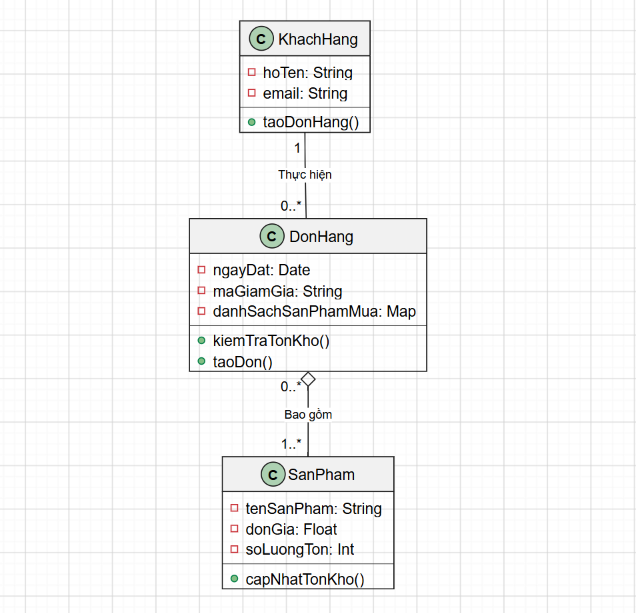 C KhachHang
hoTen: String
email: String
taoDonHang()
1
Thực hiện
0..*
C DonHang
ngayDat: Date
maGiamGia: String
danhSachSanPhamMua: Map
kiemTraTonKho()
taoDon()
0..*
Bao gồm
1..*
C SanPham
tenSanPham: String
donGia: Float
soLuongTon: Int
capNhatTonKho()